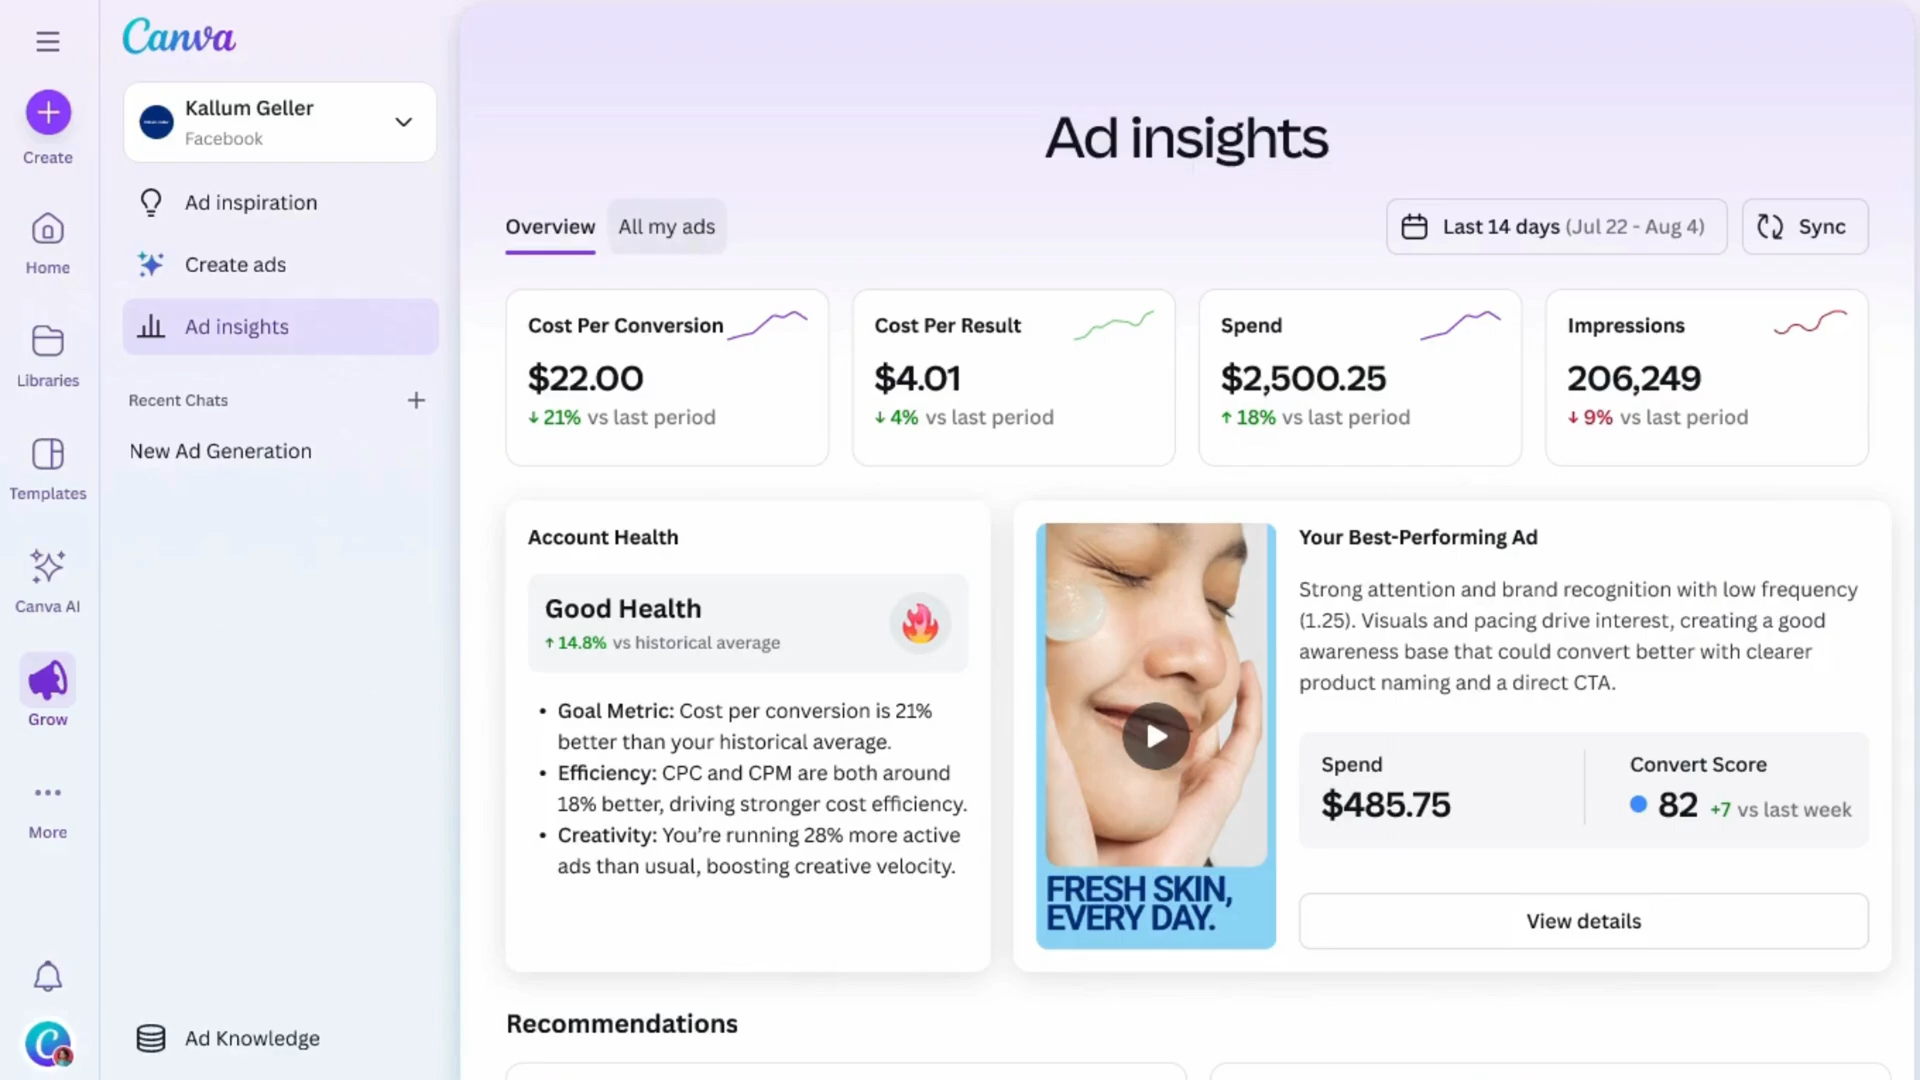 Canva
Create
Home
Libraries
Templates
Canva AI
Grow
More
Kallum Geller
Facebook
Ad inspiration
Create ads
Ad insights
Recent Chats
New Ad Generation
Ad Knowledge
Ad insights
Overview
All my ads
Last 14 days (Jul 22 - Aug 4)
Sync
Cost Per Conversion
$22.00
↓ 21% vs last period
Cost Per Result
$4.01
↓ 4% vs last period
Spend
$2,500.25
↑ 18% vs last period
Impressions
206,249
↓ 9% vs last period
Account Health
Good Health
↑ 14.8% vs historical average
• Goal Metric: Cost per conversion is 21%
better than your historical average.
• Efficiency: CPC and CPM are both around
18% better, driving stronger cost efficiency.
• Creativity: You’re running 28% more active
ads than usual, boosting creative velocity.
FRESH SKIN,
EVERY DAY.
Your Best-Performing Ad
Strong attention and brand recognition with low frequency
(1.25). Visuals and pacing drive interest, creating a good
awareness base that could convert better with clearer
product naming and a direct CTA.
Spend
$485.75
Convert Score
82 +7 vs last week
View details
Recommendations